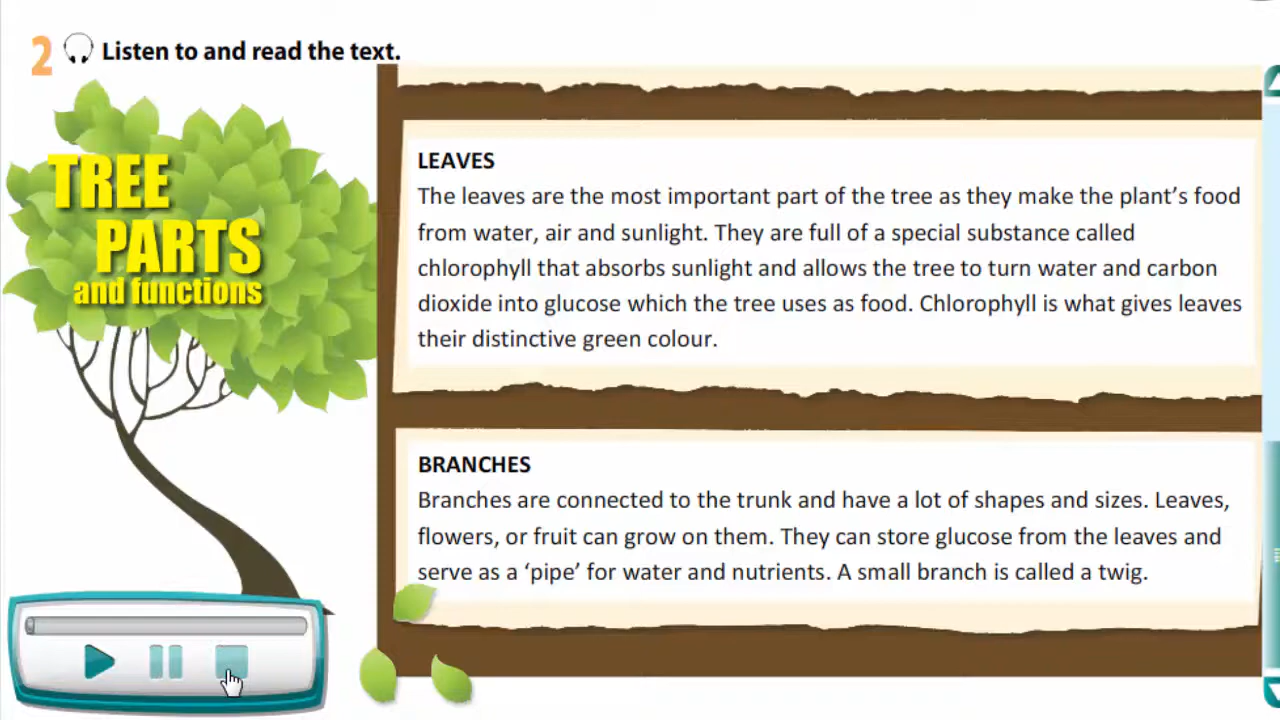 2 Listen to and read the text.
TREE
PARTS
and functions
LEAVES
The leaves are the most important part of the tree as they make the plant’s food
from water, air and sunlight. They are full of a special substance called
chlorophyll that absorbs sunlight and allows the tree to turn water and carbon
dioxide into glucose which the tree uses as food. Chlorophyll is what gives leaves
their distinctive green colour.
BRANCHES
Branches are connected to the trunk and have a lot of shapes and sizes. Leaves,
flowers, or fruit can grow on them. They can store glucose from the leaves and
serve as a ‘pipe’ for water and nutrients. A small branch is called a twig.